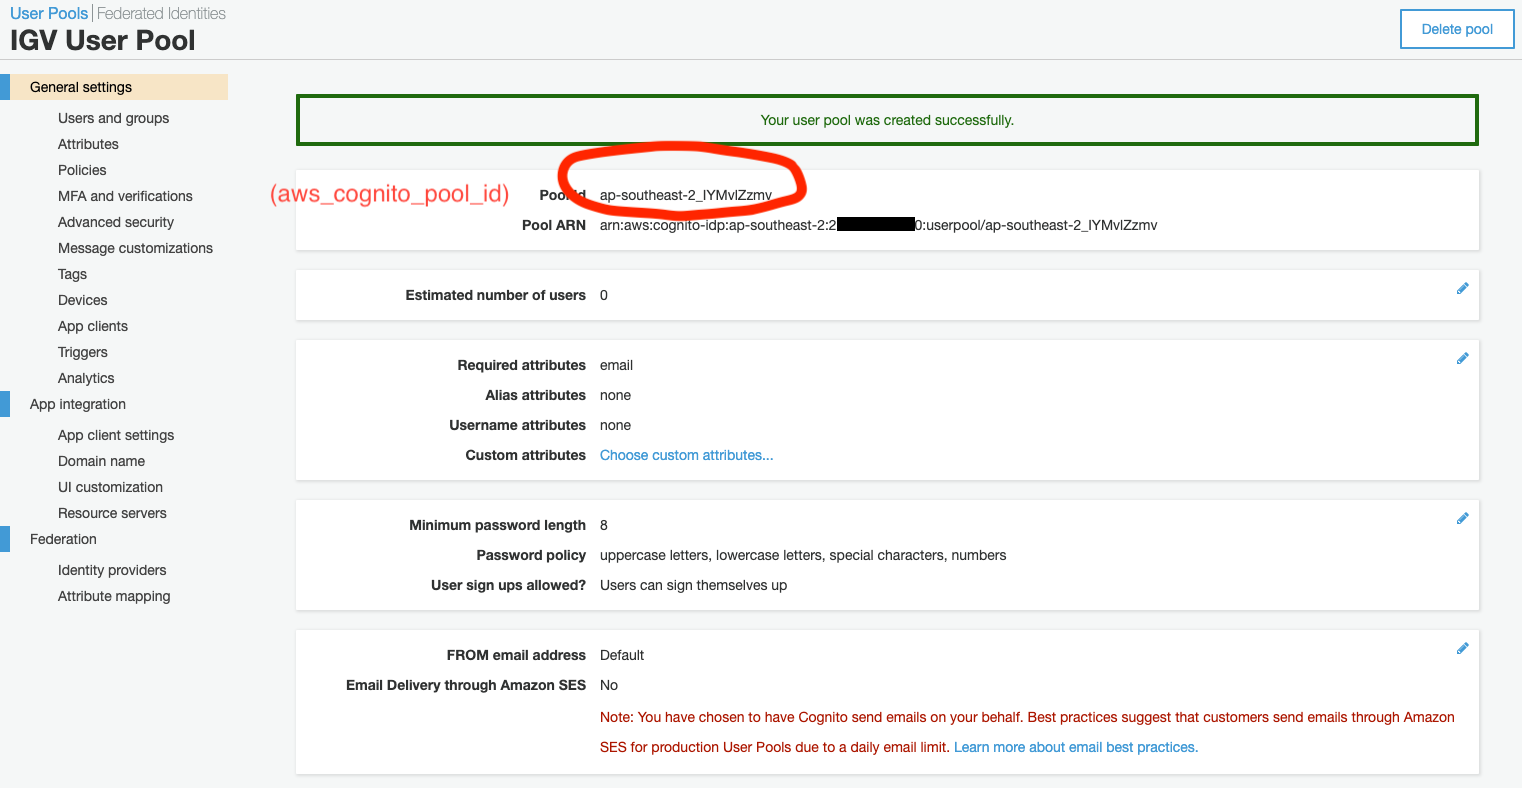 User Pools | Federated Identities
IGV User Pool
Delete pool
General settings
Users and groups
Attributes
Policies
MFA and verifications
Advanced security
Message customizations
Tags
Devices
App clients
Triggers
Analytics
App integration
App client settings
Domain name
UI customization
Resource servers
Federation
Identity providers
Attribute mapping
Your user pool was created successfully.
(aws_cognito_pool_id)
Pool Id ap-southeast-2_IYMvlZzmv
Pool ARN arn:aws:cognito-idp:ap-southeast-2:2 0:userpool/ap-southeast-2_IYMvlZzmv
Estimated number of users 0
Required attributes email
Alias attributes none
Username attributes none
Custom attributes Choose custom attributes...
Minimum password length 8
Password policy uppercase letters, lowercase letters, special characters, numbers
User sign ups allowed? Users can sign themselves up
FROM email address Default
Email Delivery through Amazon SES No
Note: You have chosen to have Cognito send emails on your behalf. Best practices suggest that customers send emails through Amazon
SES for production User Pools due to a daily email limit. Learn more about email best practices.